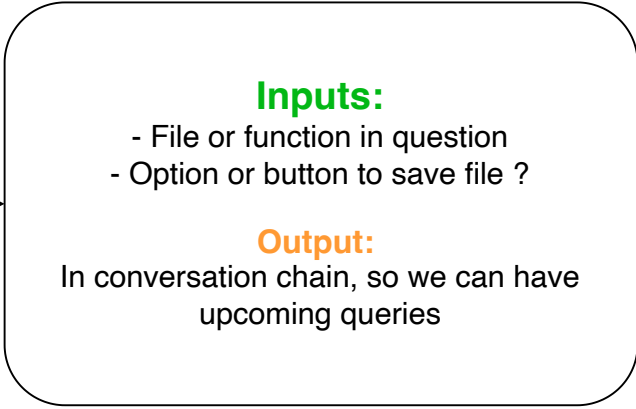 Inputs:
- File or function in question
- Option or button to save file ?
Output:
In conversation chain, so we can have
upcoming queries